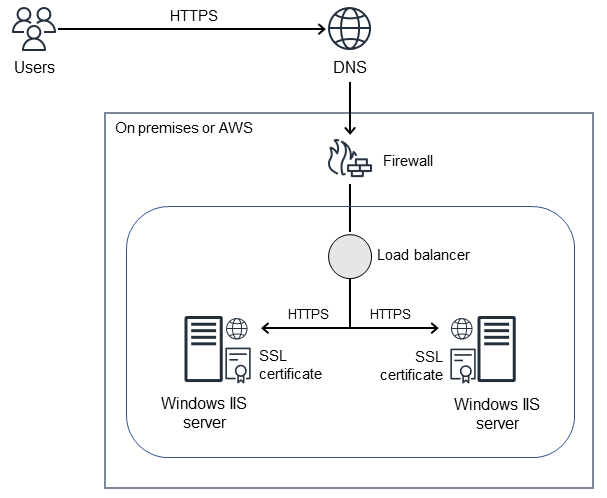 HTTPS
Users
DNS
On premises or AWS
Firewall
Load balancer
HTTPS
HTTPS
SSL
certificate
SSL
certificate
Windows IIS
server
Windows IIS
server